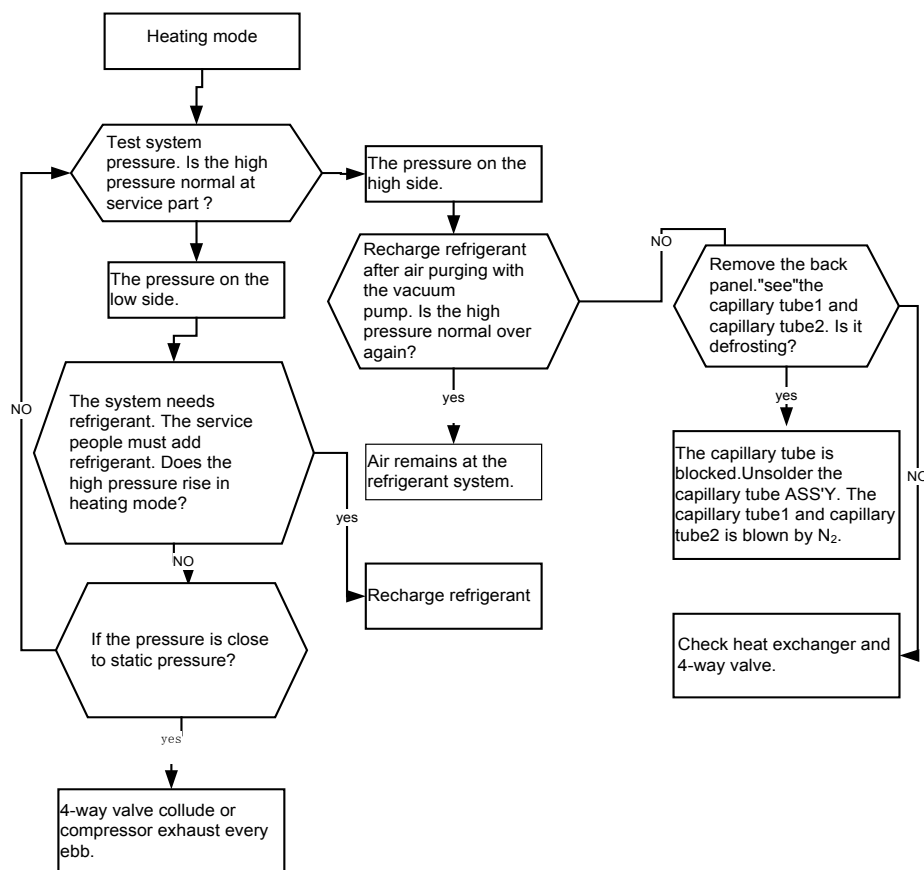 Heating mode
Test system
pressure. Is the high
pressure normal at
service part ?
The pressure on the
high side.
The pressure on the
low side.
Recharge refrigerant
after air purging with
the vacuum
pump. Is the high
pressure normal over
again?
NO
Remove the back
panel."see"the
capillary tube1 and
capillary tube2. Is it
defrosting?
NO
The system needs
refrigerant. The service
people must add
refrigerant. Does the
high pressure rise in
heating mode?
yes
yes
Air remains at the
refrigerant system.
The capillary tube is
blocked.Unsolder the
capillary tube ASS'Y. The
capillary tube1 and capillary
tube2 is blown by N₂.
NO
yes
NO
Recharge refrigerant
If the pressure is close
to static pressure?
Check heat exchanger and
4-way valve.
yes
4-way valve collude or
compressor exhaust every
ebb.